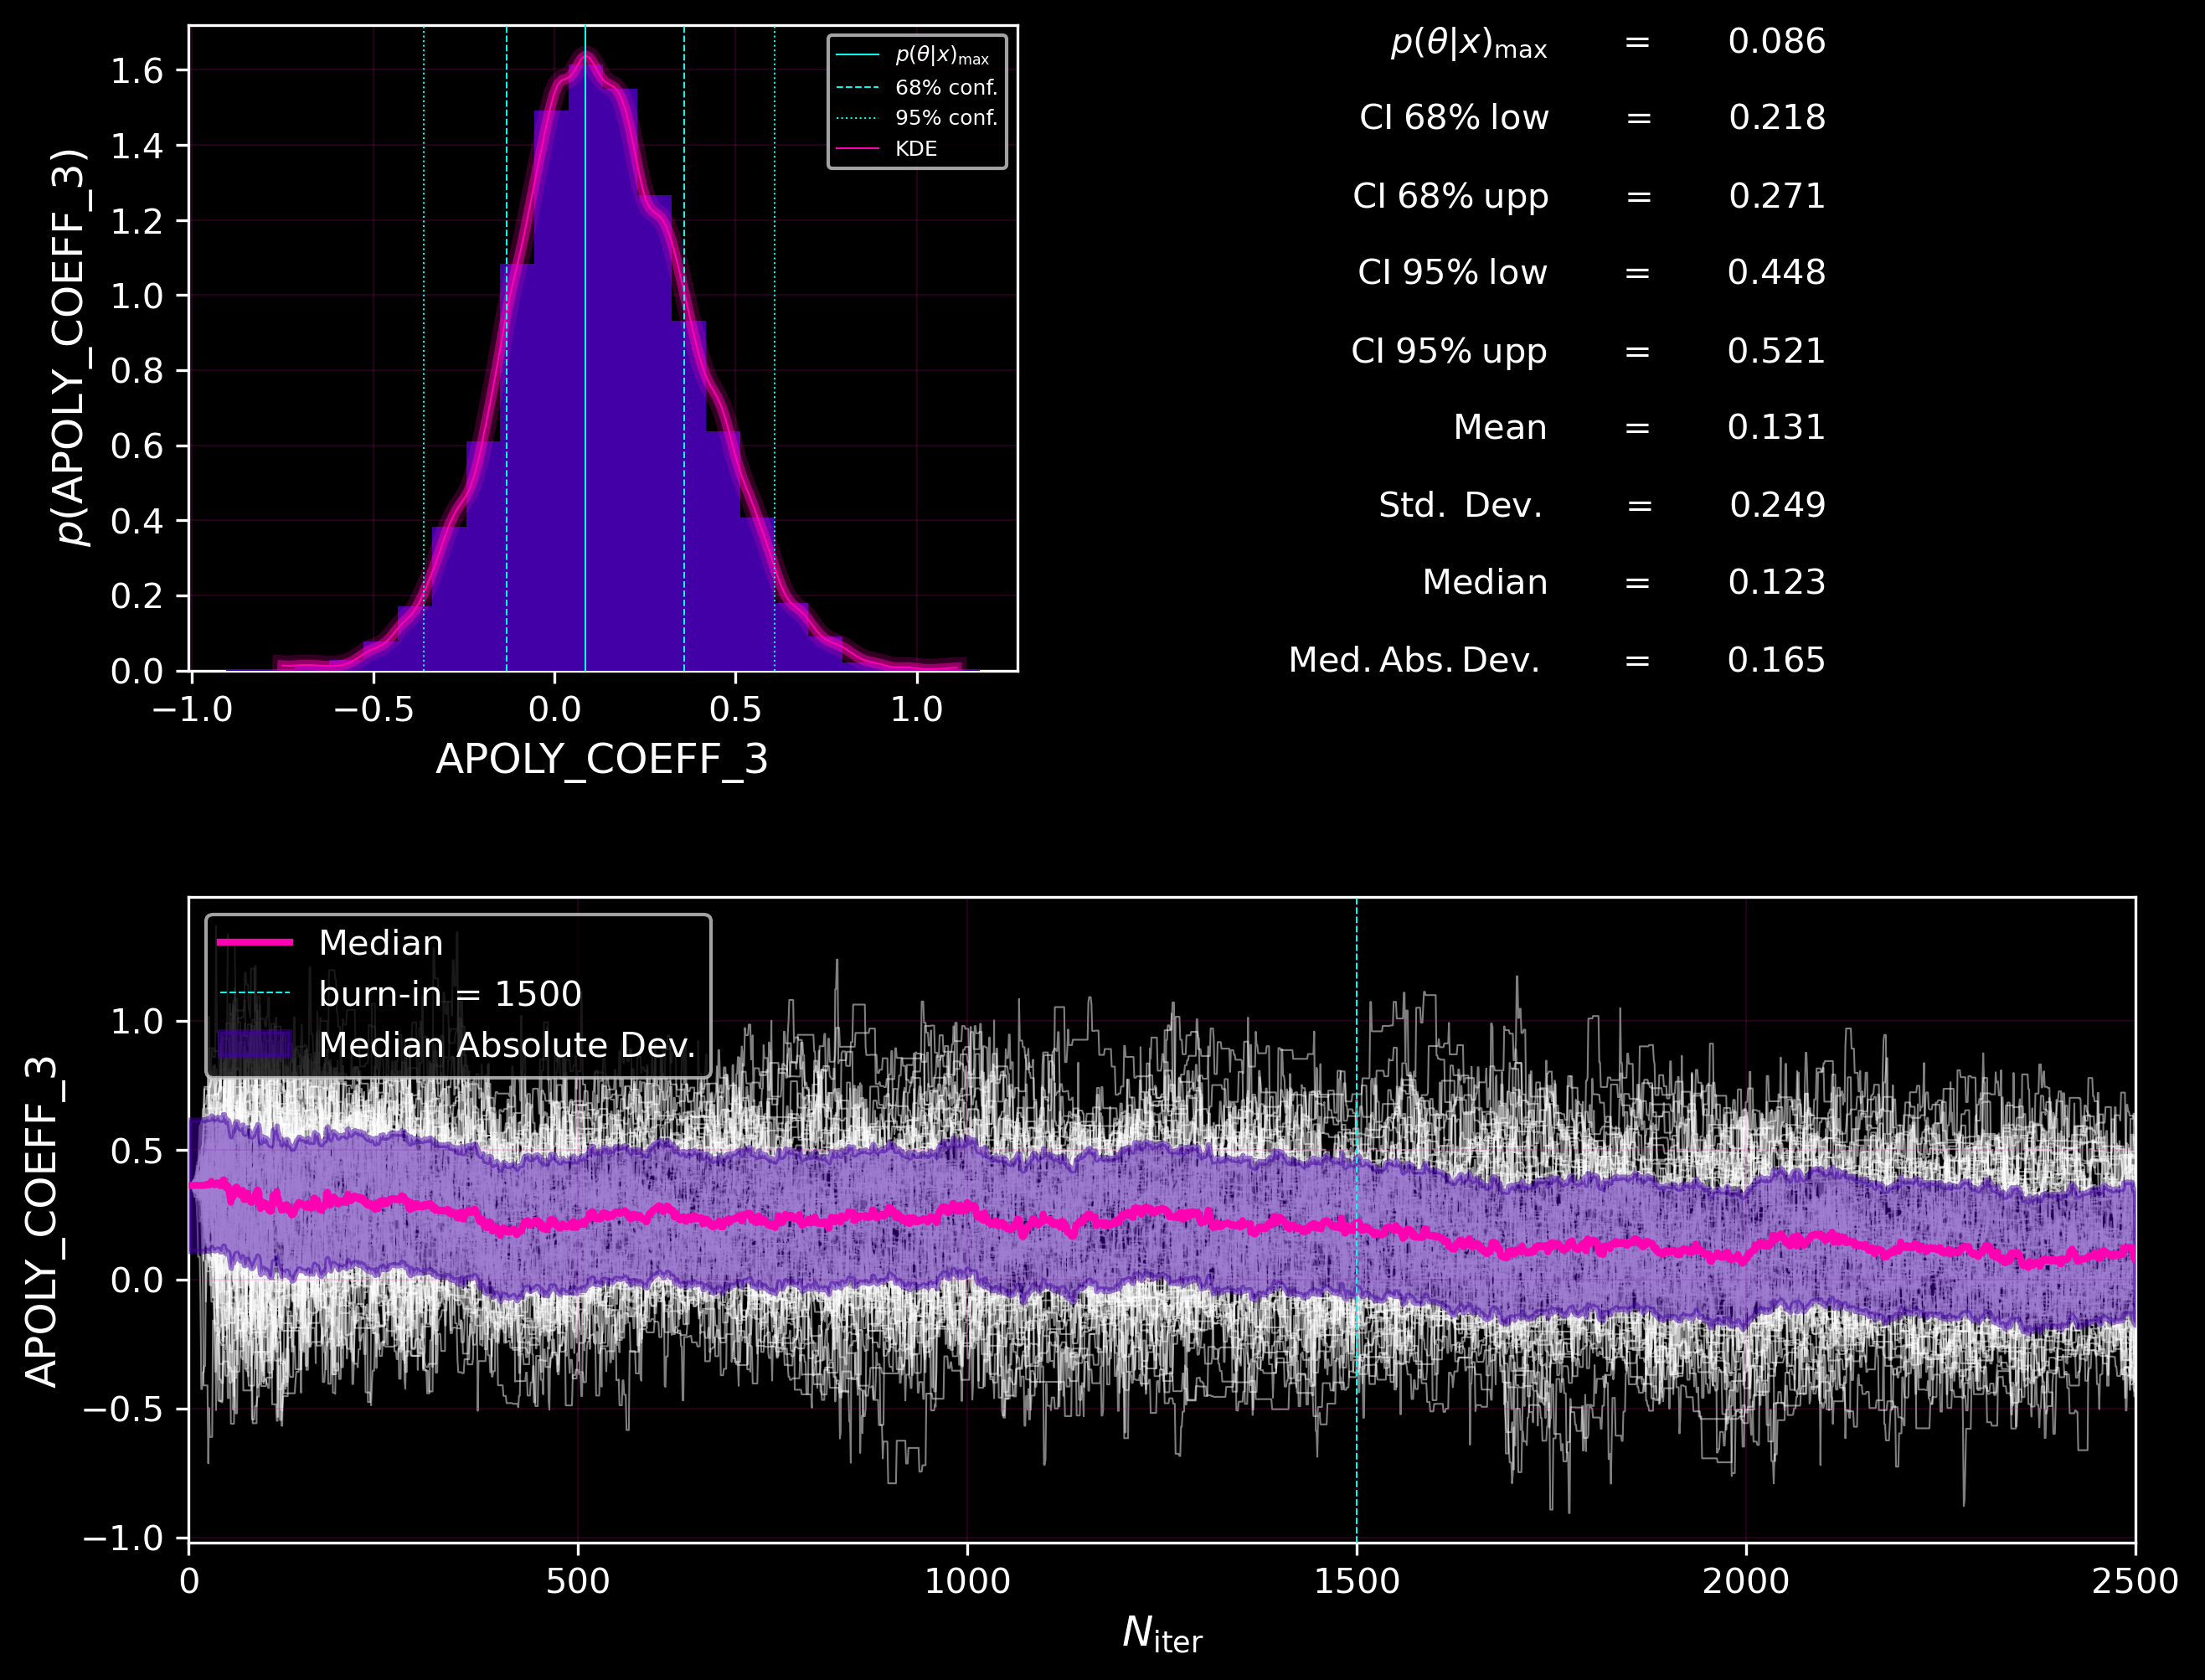 p(θ|x)max
68% conf.
95% conf.
KDE
1.6
1.4
1.2
1.0
0.8
0.6
0.4
0.2
0.0
p(APOLY_COEFF_3)
−1.0 −0.5 0.0 0.5 1.0
APOLY_COEFF_3
p(θ|x)max = 0.086
CI 68% low = 0.218
CI 68% upp = 0.271
CI 95% low = 0.448
CI 95% upp = 0.521
Mean = 0.131
Std. Dev. = 0.249
Median = 0.123
Med. Abs. Dev. = 0.165
Median
burn-in = 1500
Median Absolute Dev.
1.0
0.5
0.0
−0.5
−1.0
APOLY_COEFF_3
0 500 1000 1500 2000 2500
Niter